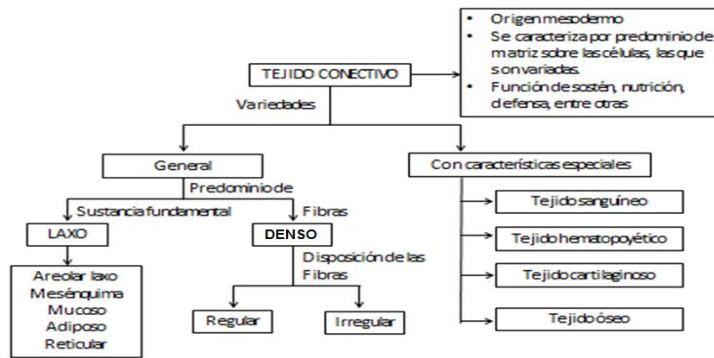 • Origen mesodermo
• Se caracteriza por predominio de
matriz sobre las células, las que
son variadas.
• Función de sostén, nutrición,
defensa, entre otras
TEJIDO CONECTIVO
Variedades
General
Con características especiales
Predominio de
Sustancia fundamental
Fibras
LAXO
DENSO
Areolar laxo
Mesénquima
Mucoso
Adiposo
Reticular
Disposición de las
Fibras
Regular
Irregular
Tejido sanguíneo
Tejido hematopoyético
Tejido cartilaginoso
Tejido óseo